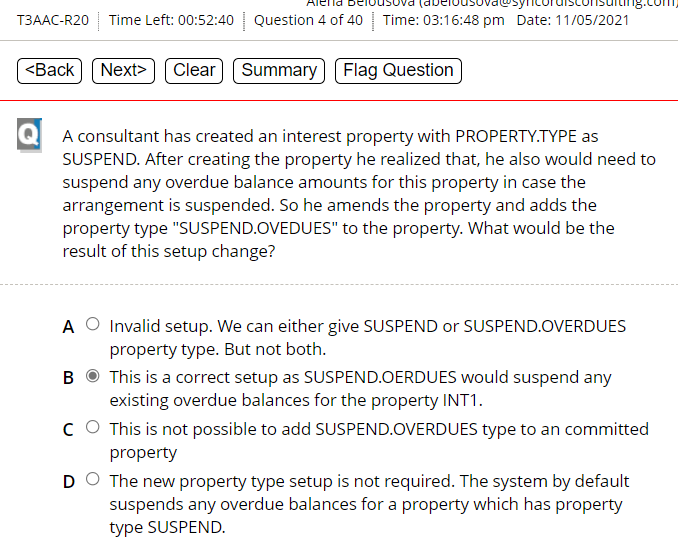 Alena Belousova (abelousova@syncordisconsulting.com)
T3AAC-R20 Time Left: 00:52:40 Question 4 of 40 Time: 03:16:48 pm Date: 11/05/2021
<Back Next> Clear Summary Flag Question
Q
A consultant has created an interest property with PROPERTY.TYPE as
SUSPEND. After creating the property he realized that, he also would need to
suspend any overdue balance amounts for this property in case the
arrangement is suspended. So he amends the property and adds the
property type "SUSPEND.OVEDUES" to the property. What would be the
result of this setup change?
A Invalid setup. We can either give SUSPEND or SUSPEND.OVERDUES
property type. But not both.
B This is a correct setup as SUSPEND.OERDUES would suspend any
existing overdue balances for the property INT1.
C This is not possible to add SUSPEND.OVERDUES type to an committed
property
D The new property type setup is not required. The system by default
suspends any overdue balances for a property which has property
type SUSPEND.